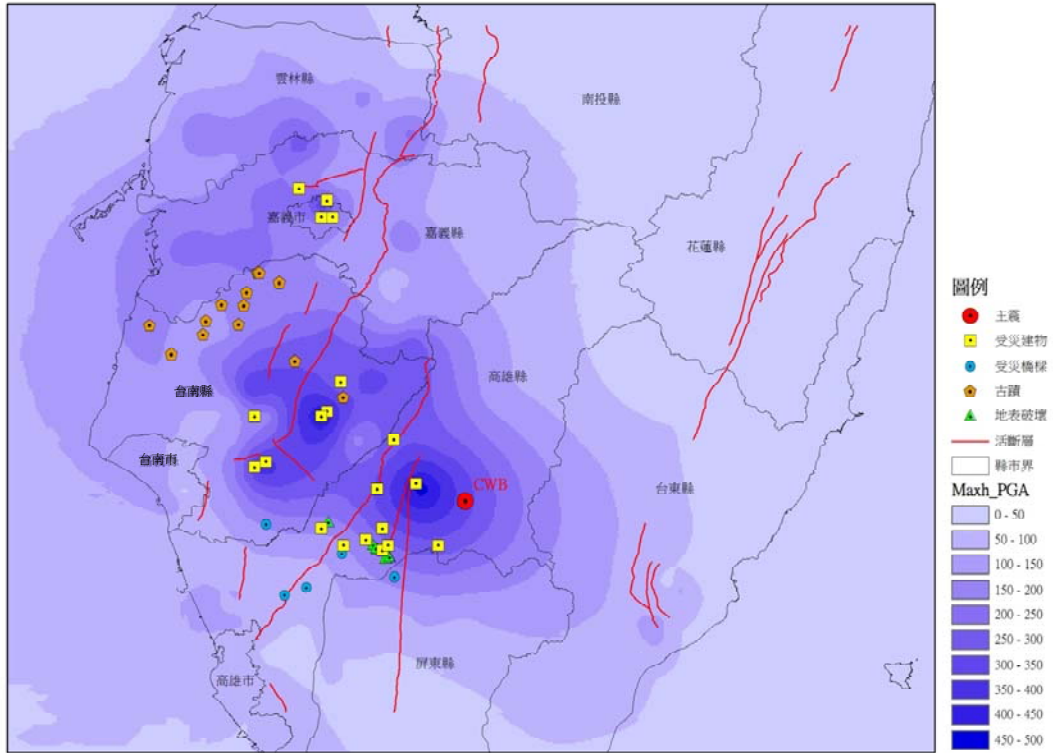 雲林縣
南投縣
嘉義市
嘉義縣
花蓮縣
高雄縣
台南縣
台南市
CWB
台東縣
屏東縣
高雄市
圖例
主震
受災建物
受災橋樑
古蹟
地表破壞
活斷層
縣市界
Maxh_PGA
0 - 50
50 - 100
100 - 150
150 - 200
200 - 250
250 - 300
300 - 350
350 - 400
400 - 450
450 - 500